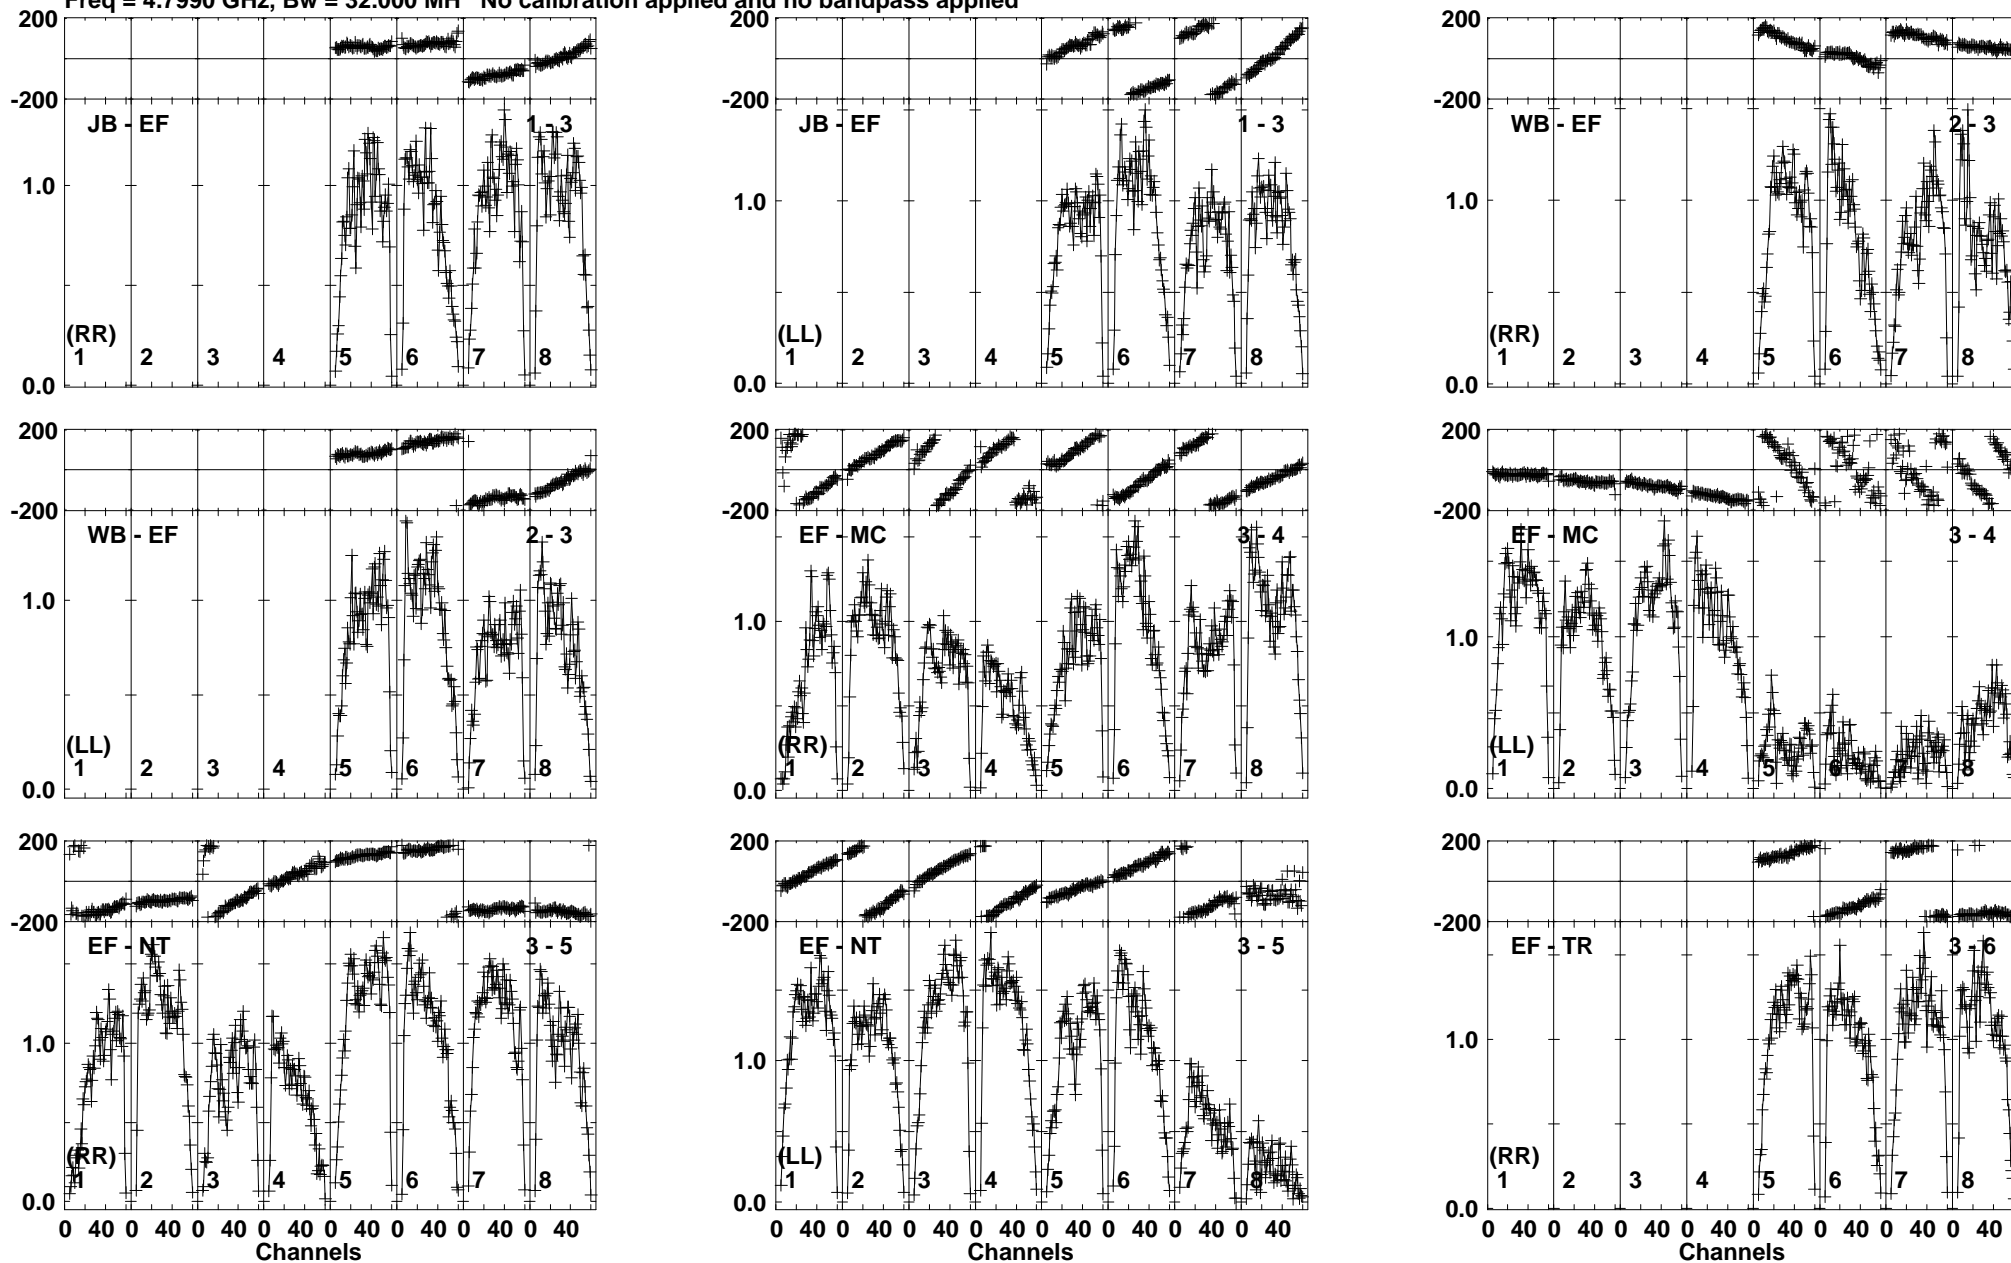 Freq = 4.7990 GHz, Bw = 32.000 MH No calibration applied and no bandpass applied
200 200 200
-200 -200 -200
JB - EF 1 - 3 JB - EF 1 - 3 WB - EF 2 - 3
1.0 1.0 1.0
(RR) (LL) (RR)
1 2 3 4 5 6 7 8 1 2 3 4 5 6 7 8 1 2 3 4 5 6 7 8
0.0 0.0 0.0
200 200 200
-200 -200 -200
WB - EF 2 - 3 EF - MC 3 - 4 EF - MC 3 - 4
1.0 1.0 1.0
(LL) (RR) (LL)
1 2 3 4 5 6 7 8 1 2 3 4 5 6 7 8 1 2 3 4 5 6 7 8
0.0 0.0 0.0
200 200 200
-200 -200 -200
EF - NT 3 - 5 EF - NT 3 - 5 EF - TR 3 - 6
1.0 1.0 1.0
(RR) (LL) (RR)
1 2 3 4 5 6 7 8 1 2 3 4 5 6 7 8 1 2 3 4 5 6 7 8
0.0 0.0 0.0
0 40 0 40 0 40 0 40 0 40 0 40 0 40 0 40 0 40 0 40 0 40 0 40 0 40 0 40 0 40 0 40 0 40 0 40 0 40 0 40 0 40 0 40 0 40 0 40
Channels Channels Channels